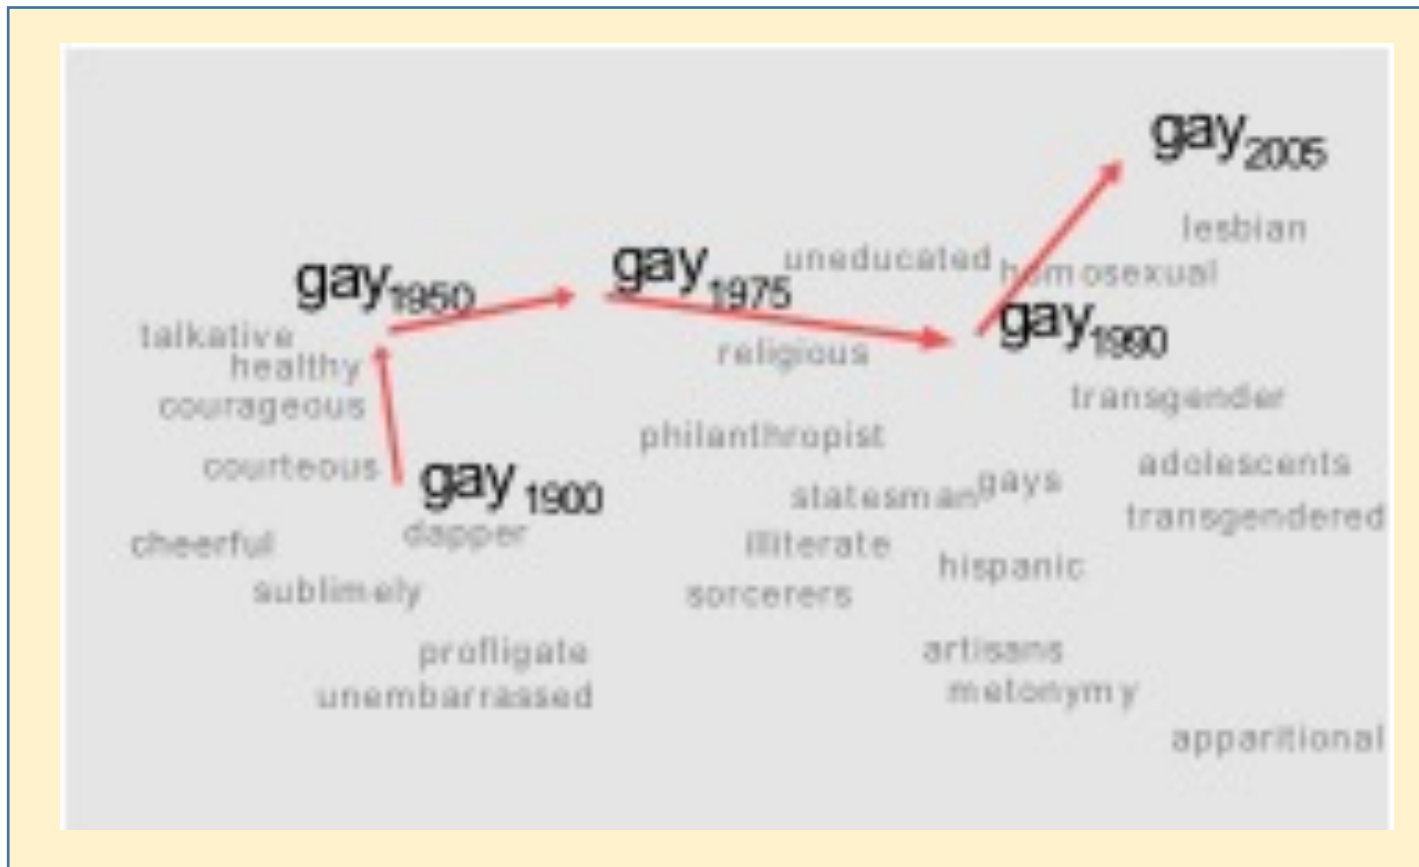 gay2005
lesbian
gay1975 uneducated homosexual
gay1950
gay1990
talkative
religious
healthy
transgender
courageous
philanthropist
courteous
adolescents
gay1900
statesman gays
transgendered
dapper
cheerful
illiterate
hispanic
sublimely
sorcerers
profligate
artisans
unembarrassed
metonymy
apparitional